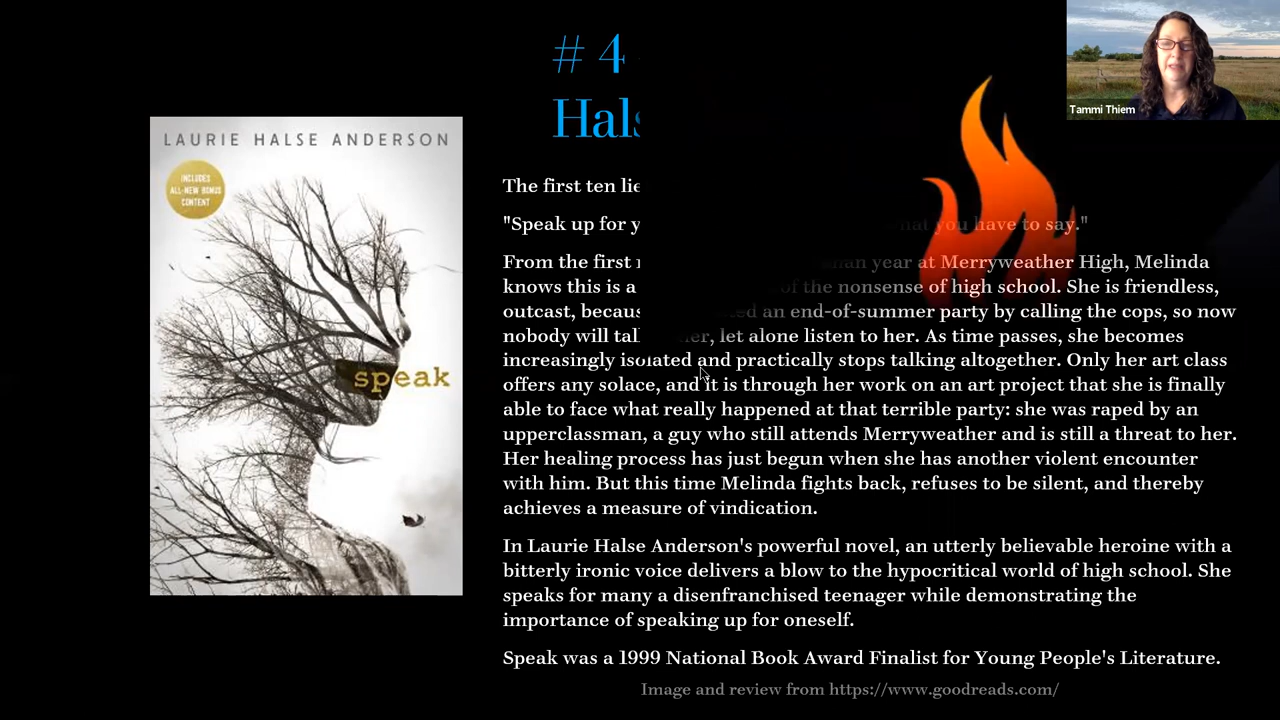 # 4
Hals
Tammi Thiem
LAURIE HALSE ANDERSON
INCLUDES
ALL-NEW BONUS
CONTENT
speak
The first ten lie
"Speak up for y what you have to say."
From the first year at Merryweather High, Melinda
knows this is a of the nonsense of high school. She is friendless,
outcast, becaus an end-of-summer party by calling the cops, so now
nobody will tal her, let alone listen to her. As time passes, she becomes
increasingly isolated and practically stops talking altogether. Only her art class
offers any solace, and it is through her work on an art project that she is finally
able to face what really happened at that terrible party: she was raped by an
upperclassman, a guy who still attends Merryweather and is still a threat to her.
Her healing process has just begun when she has another violent encounter
with him. But this time Melinda fights back, refuses to be silent, and thereby
achieves a measure of vindication.
In Laurie Halse Anderson's powerful novel, an utterly believable heroine with a
bitterly ironic voice delivers a blow to the hypocritical world of high school. She
speaks for many a disenfranchised teenager while demonstrating the
importance of speaking up for oneself.
Speak was a 1999 National Book Award Finalist for Young People's Literature.
Image and review from https://www.goodreads.com/